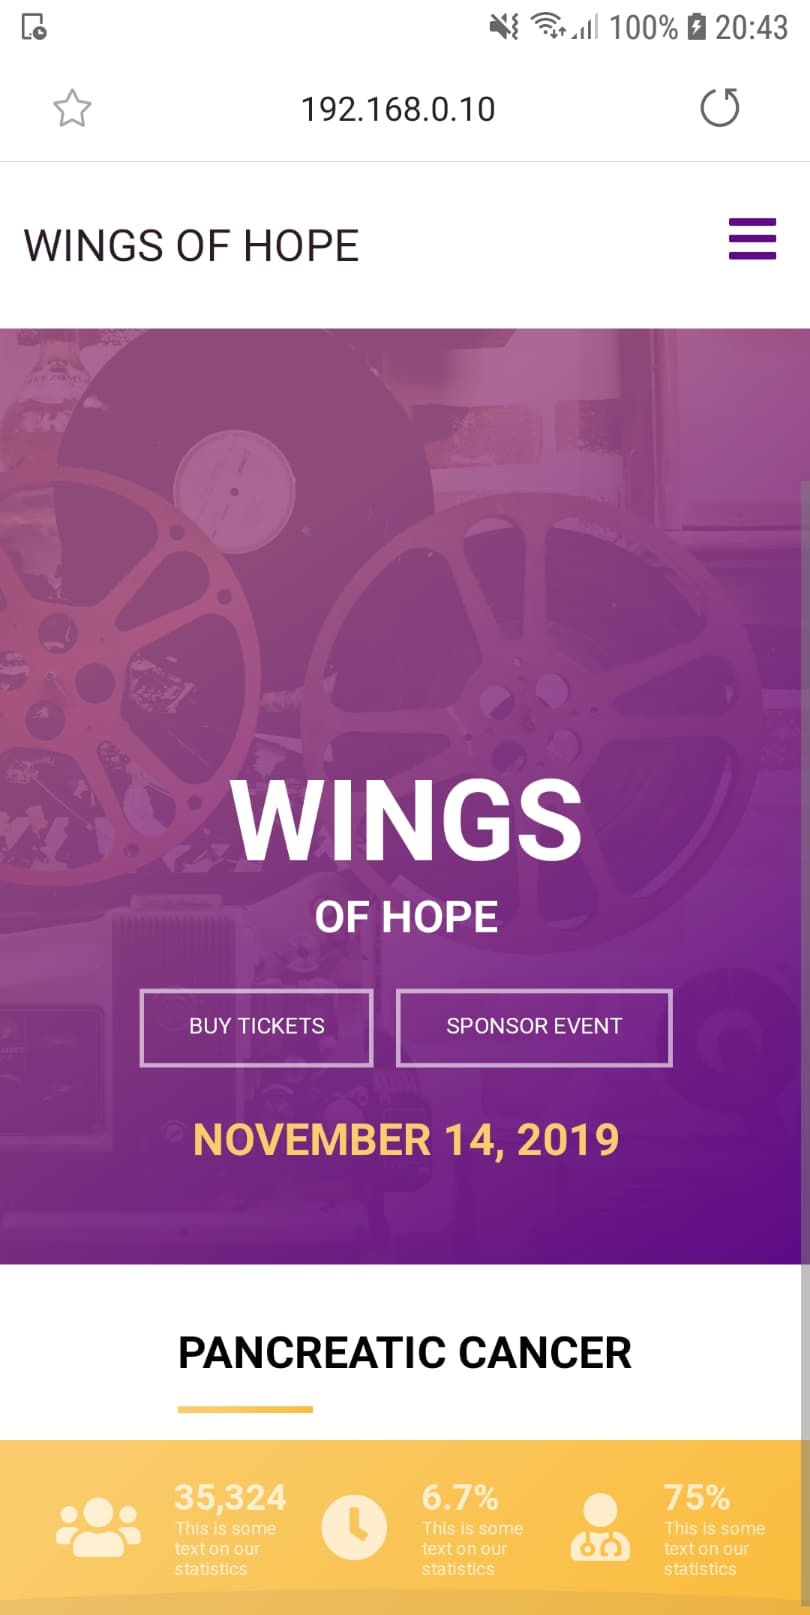 100% 20:43
192.168.0.10
WINGS OF HOPE
WINGS
OF HOPE
BUY TICKETS
SPONSOR EVENT
NOVEMBER 14, 2019
PANCREATIC CANCER
35,324
This is some
text on our
statistics
6.7%
This is some
text on our
statistics
75%
This is some
text on our
statistics